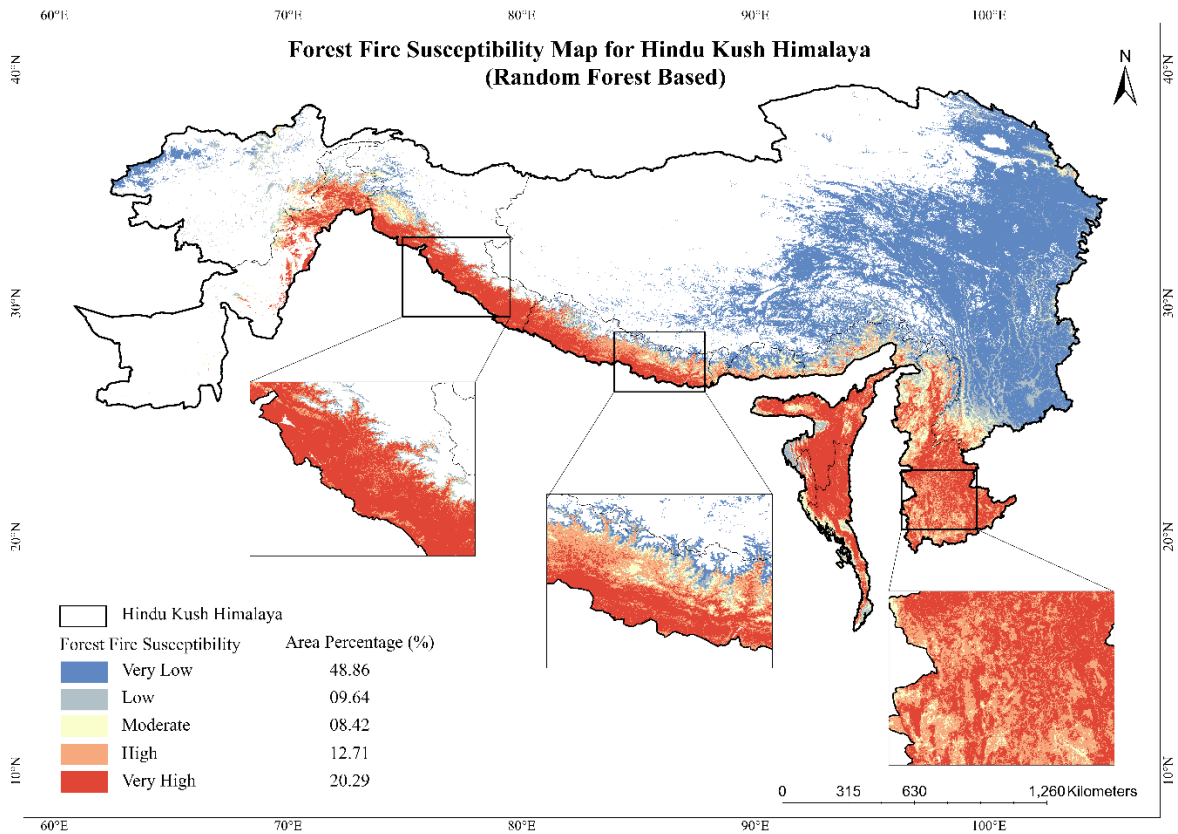 60°E 70°E 80°E 90°E 100°E
Forest Fire Susceptibility Map for Hindu Kush Himalaya
(Random Forest Based)
N
40°N 40°N
30°N 30°N
20°N 20°N
10°N 10°N
Hindu Kush Himalaya
Forest Fire Susceptibility Area Percentage (%)
Very Low 48.86
Low 09.64
Moderate 08.42
High 12.71
Very High 20.29
0 315 630 1,260 Kilometers
60°E 70°E 80°E 90°E 100°E